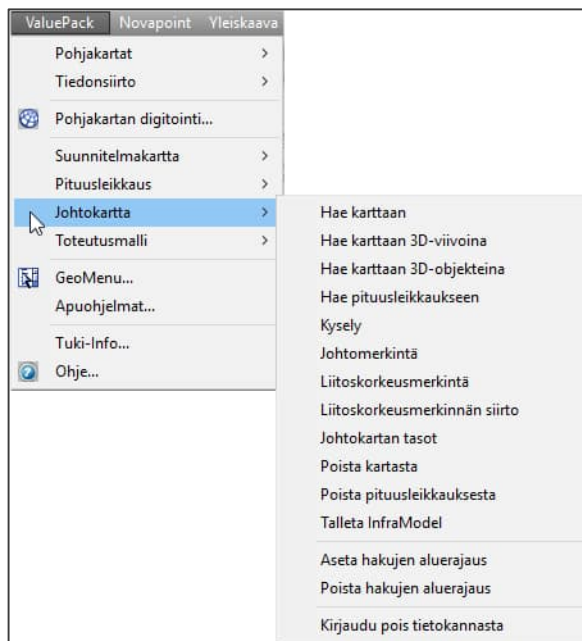 ValuePack Novapoint Yleiskaava
Pohjakartat
Tiedonsiirto
Pohjakartan digitointi...
Suunnitelmakartta
Pituusleikkaus
Johtokartta
Toteutusmalli
GeoMenu...
Apuohjelmat...
Tuki-Info...
Ohje...
Hae karttaan
Hae karttaan 3D-viivoina
Hae karttaan 3D-objekteina
Hae pituusleikkaukseen
Kysely
Johtomerkintä
Liitoskorkeusmerkintä
Liitoskorkeusmerkinnän siirto
Johtokartan tasot
Poista kartasta
Poista pituusleikkauksesta
Talleta InfraModel
Aseta hakujen aluerajaus
Poista hakujen aluerajaus
Kirjaudu pois tietokannasta